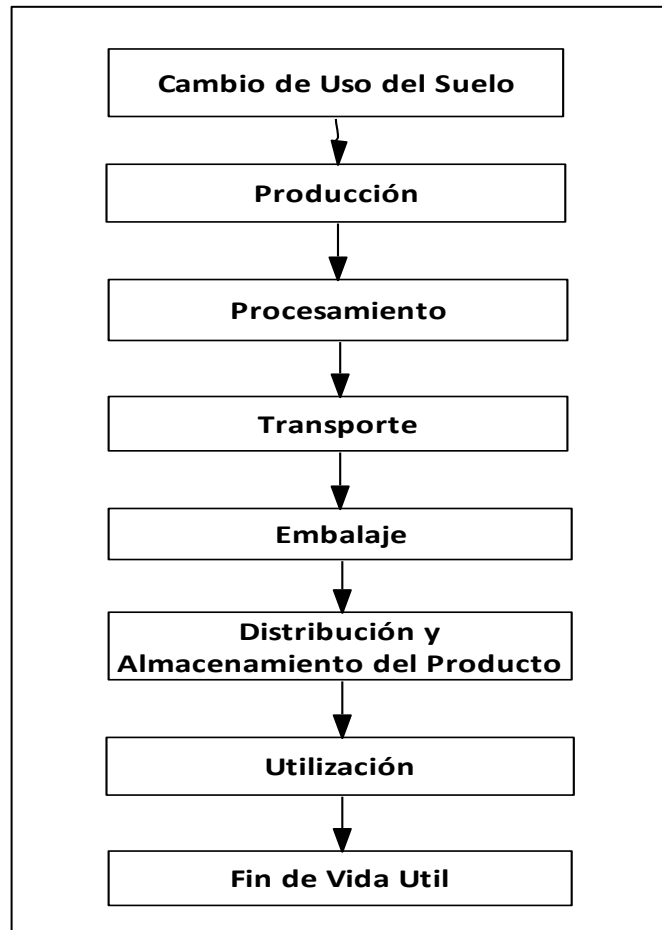 Cambio de Uso del Suelo
Producción
Procesamiento
Transporte
Embalaje
Distribución y
Almacenamiento del Producto
Utilización
Fin de Vida Util